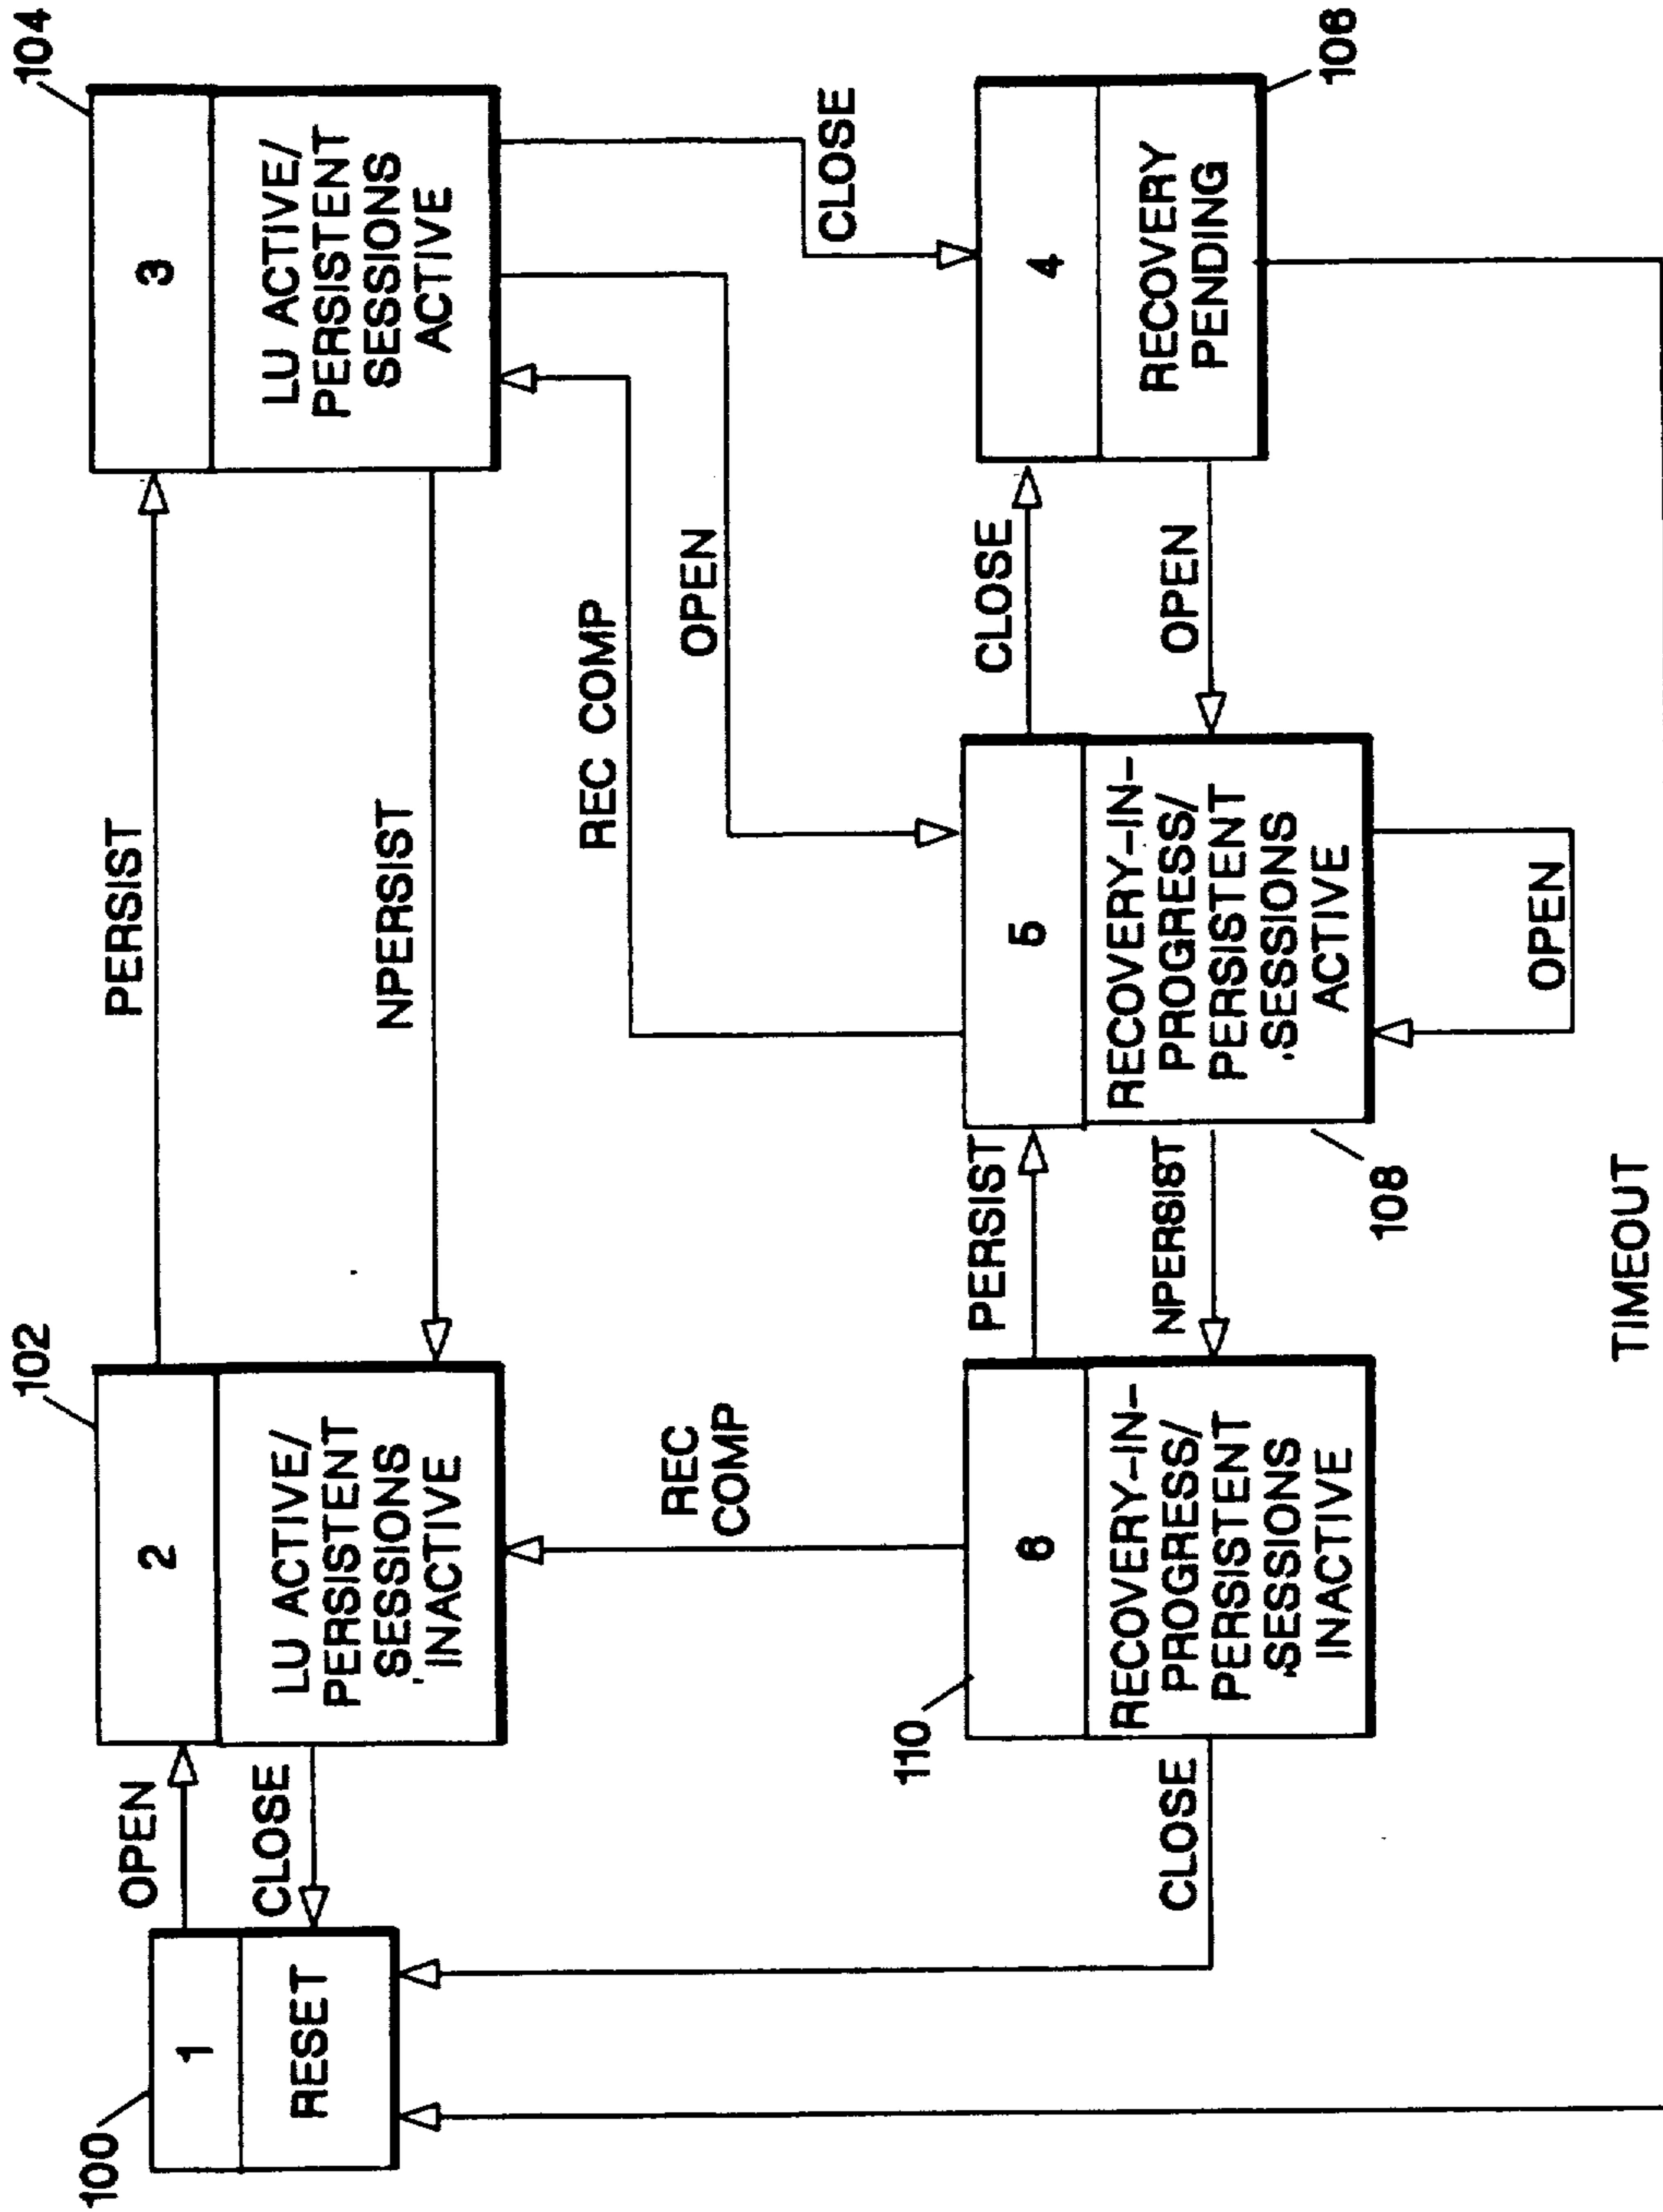 100
1
RESET
OPEN
CLOSE
102
2
LU ACTIVE/
PERSISTENT
SESSIONS
INACTIVE
PERSIST
NPERSIST
104
3
LU ACTIVE/
PERSISTENT
SESSIONS
ACTIVE
REC
COMP
REC COMP
OPEN
CLOSE
110
6
RECOVERY-IN-
PROGRESS/
PERSISTENT
SESSIONS
INACTIVE
CLOSE
PERSIST
NPERSIST
5
RECOVERY-IN-
PROGRESS/
PERSISTENT
SESSIONS
ACTIVE
108
CLOSE
OPEN
4
RECOVERY
PENDING
106
OPEN
TIMEOUT